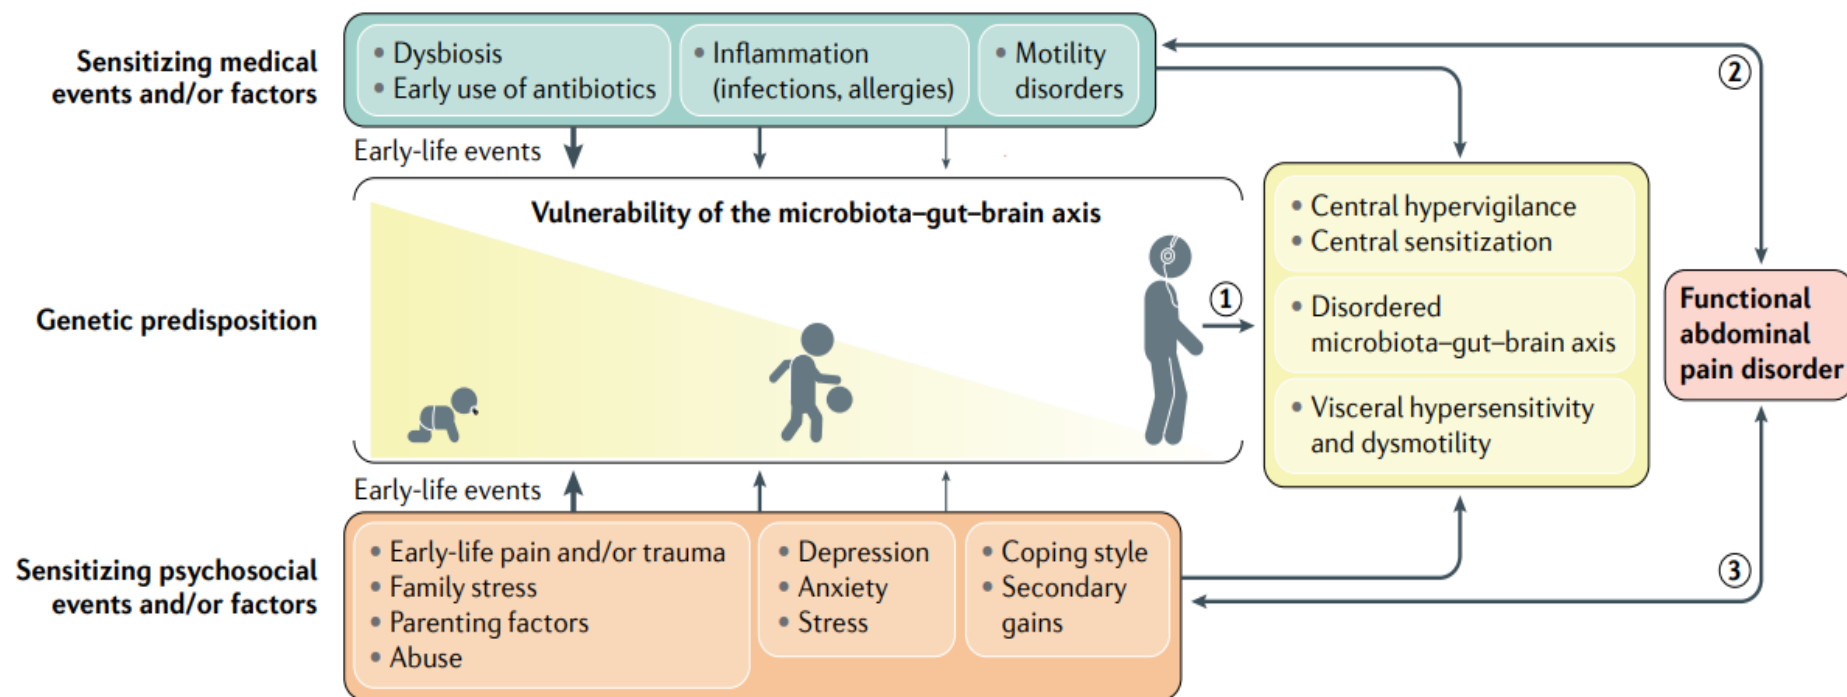 Sensitizing medical
events and/or factors
• Dysbiosis
• Early use of antibiotics
• Inflammation
(infections, allergies)
• Motility
disorders
②
Early-life events
Vulnerability of the microbiota–gut–brain axis
Genetic predisposition
①
• Central hypervigilance
• Central sensitization
• Disordered
microbiota–gut–brain axis
• Visceral hypersensitivity
and dysmotility
Functional
abdominal
pain disorder
Early-life events
Sensitizing psychosocial
events and/or factors
• Early-life pain and/or trauma
• Family stress
• Parenting factors
• Abuse
• Depression
• Anxiety
• Stress
• Coping style
• Secondary
gains
③